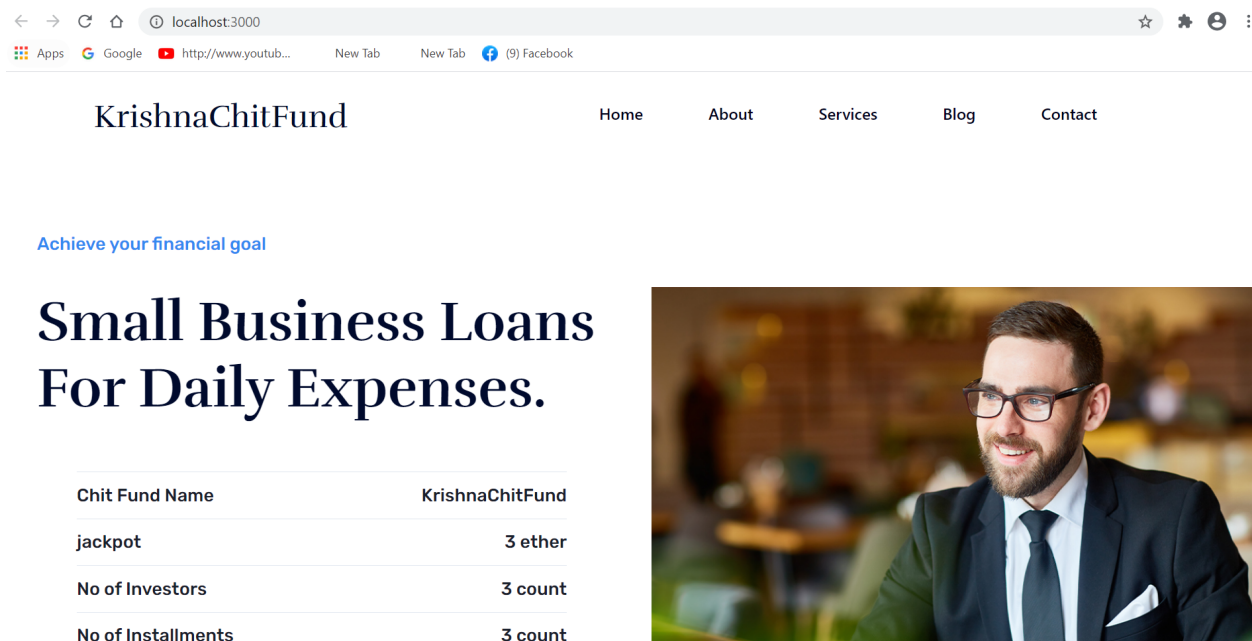 localhost:3000
Apps Google http://www.youtub... New Tab New Tab (9) Facebook
KrishnaChitFund Home About Services Blog Contact
Achieve your financial goal
Small Business Loans
For Daily Expenses.
Chit Fund Name KrishnaChitFund
jackpot 3 ether
No of Investors 3 count
No of Installments 3 count